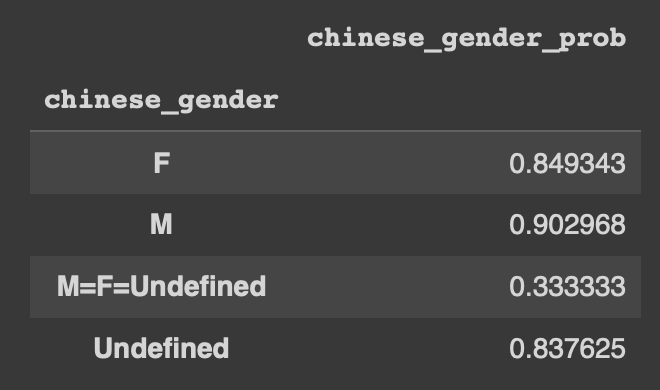 chinese_gender_prob
chinese_gender
F 0.849343
M 0.902968
M=F=Undefined 0.333333
Undefined 0.837625